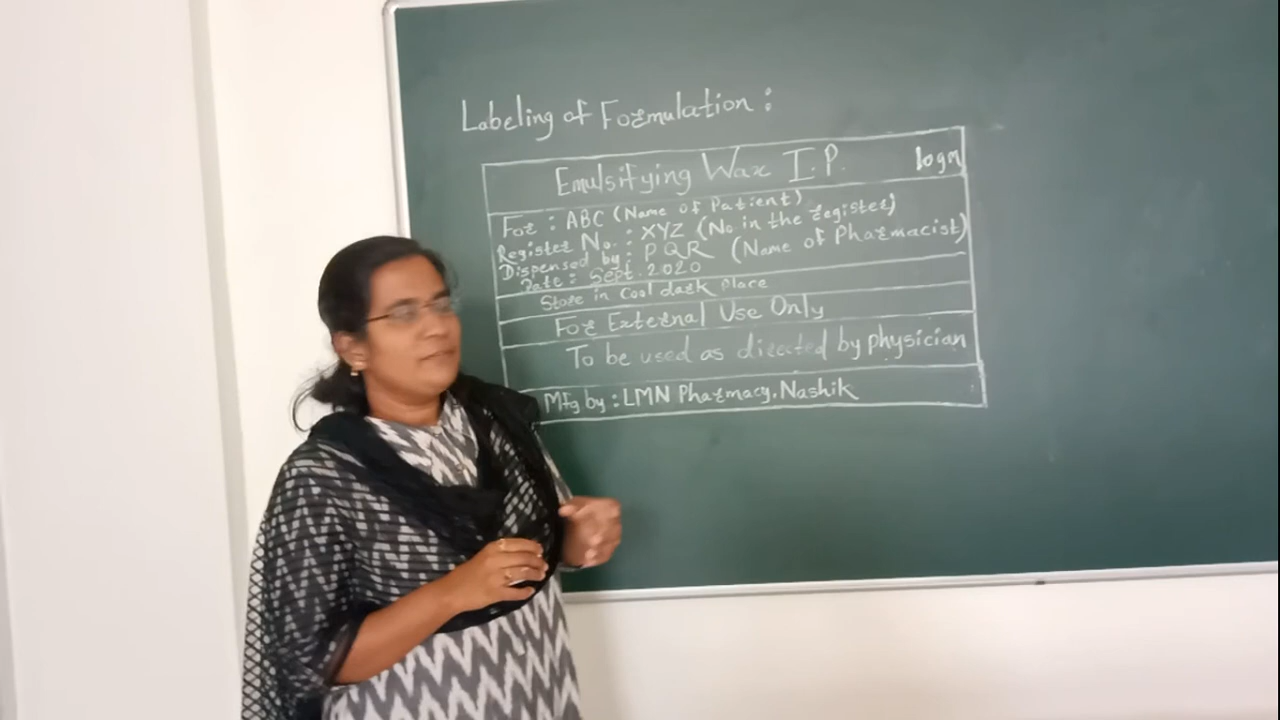 Labeling of Formulation :
Emulsifying Wax I.P. 10gm
For : ABC (Name of Patient)
Register No. : XYZ (No in the register)
Dispensed by : PQR (Name of Pharmacist)
Date : Sept. 2020
Store in Cool dark place
For External Use Only
To be used as directed by physician
Mfg by : LMN Pharmacy. Nashik